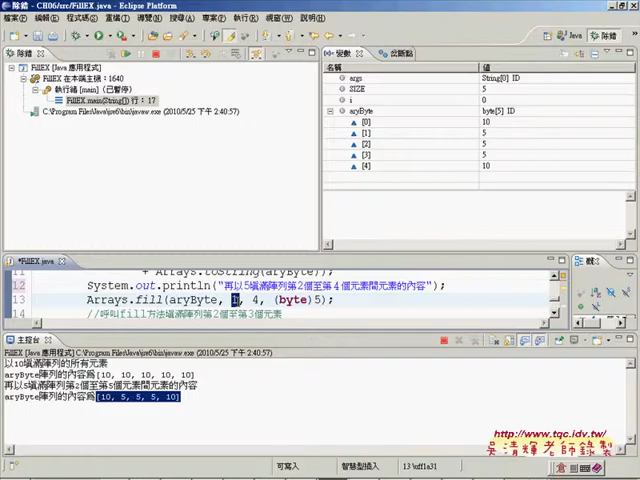 除錯 - CH06/src/FillEX.java - Eclipse Platform
檔案(F) 編輯(E) 程式碼(S) 重構(T) 導覽(N) 搜尋(A) 專案(P) 執行(R) 視窗(W) 說明(H)
Java 除錯
除錯
FillEX [Java 應用程式]
FillEX 在本端主機：1640
執行緒 [main]（已暫停）
FillEX.main(String[]) 行：17
C:\Program Files\Java\jre6\bin\javaw.exe (2010/5/25 下午 2:40:57)
變數 岔斷點
名稱 值
args String[0] ID
SIZE 5
i 0
aryByte byte[5] ID
[0] 10
[1] 5
[2] 5
[3] 5
[4] 10
*FillEX.java
概
11 + Arrays.toString(aryByte));
12 System.out.println("再以5填滿陣列第2個至第4個元素間元素的內容");
13 Arrays.fill(aryByte, 1, 4, (byte)5);
14 //呼叫fill方法填滿陣列第2個至第3個元素
主控台
FillEX [Java 應用程式] C:\Program Files\Java\jre6\bin\javaw.exe (2010/5/25 下午 2:40:57)
以10填滿陣列的所有元素
aryByte陣列的內容為[10, 10, 10, 10, 10]
再以5填滿陣列第2個至第5個元素間元素的內容
aryByte陣列的內容為[10, 5, 5, 5, 10]
http://www.tqc.idv.tw/
吳清輝老師錄製
可寫入 智慧型插入 13 \uff1a31